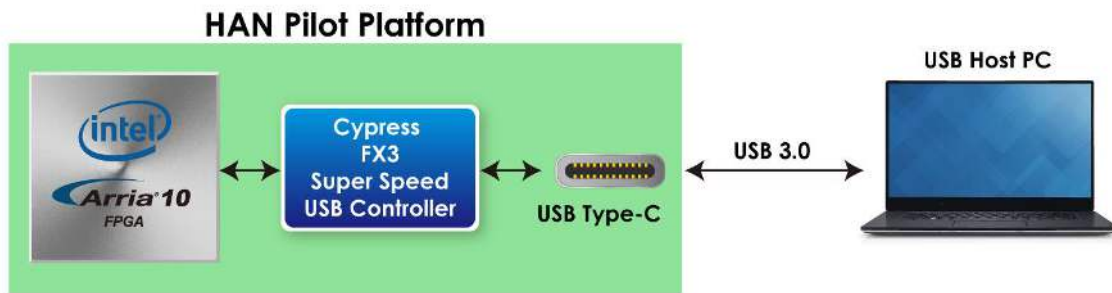 HAN Pilot Platform
intel
Arria® 10
FPGA
Cypress
FX3
Super Speed
USB Controller
USB Type-C
USB 3.0
USB Host PC